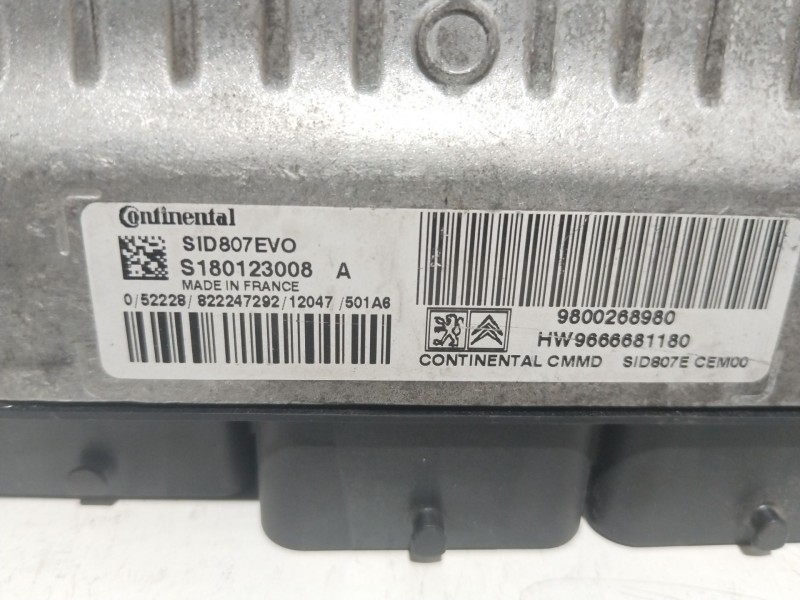 Continental
SID807EVO
S180123008 A
MADE IN FRANCE
0/52228/822247292/12047/501A6
9800268980
HW9666681180
CONTINENTAL CMMD SID807E CEM00